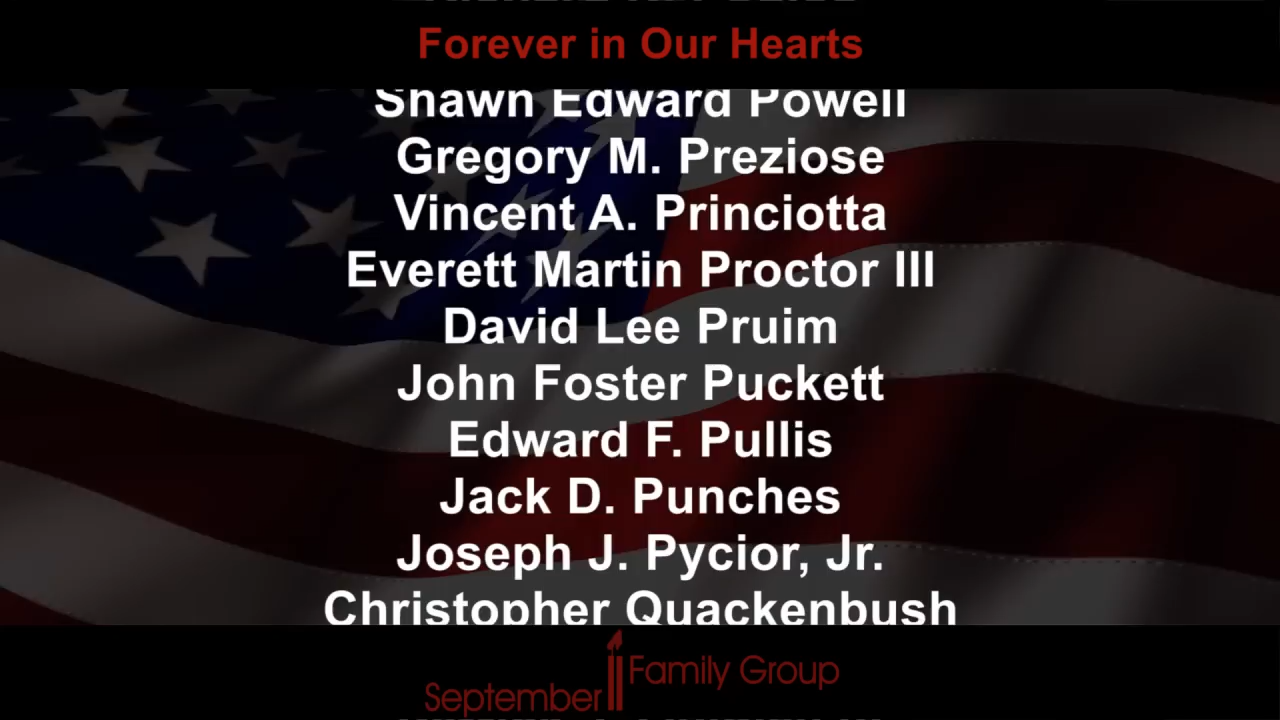 Forever in Our Hearts
Shawn Edward Powell
Gregory M. Preziose
Vincent A. Princiotta
Everett Martin Proctor III
David Lee Pruim
John Foster Puckett
Edward F. Pullis
Jack D. Punches
Joseph J. Pycior, Jr.
Christopher Quackenbush
September 11 Family Group